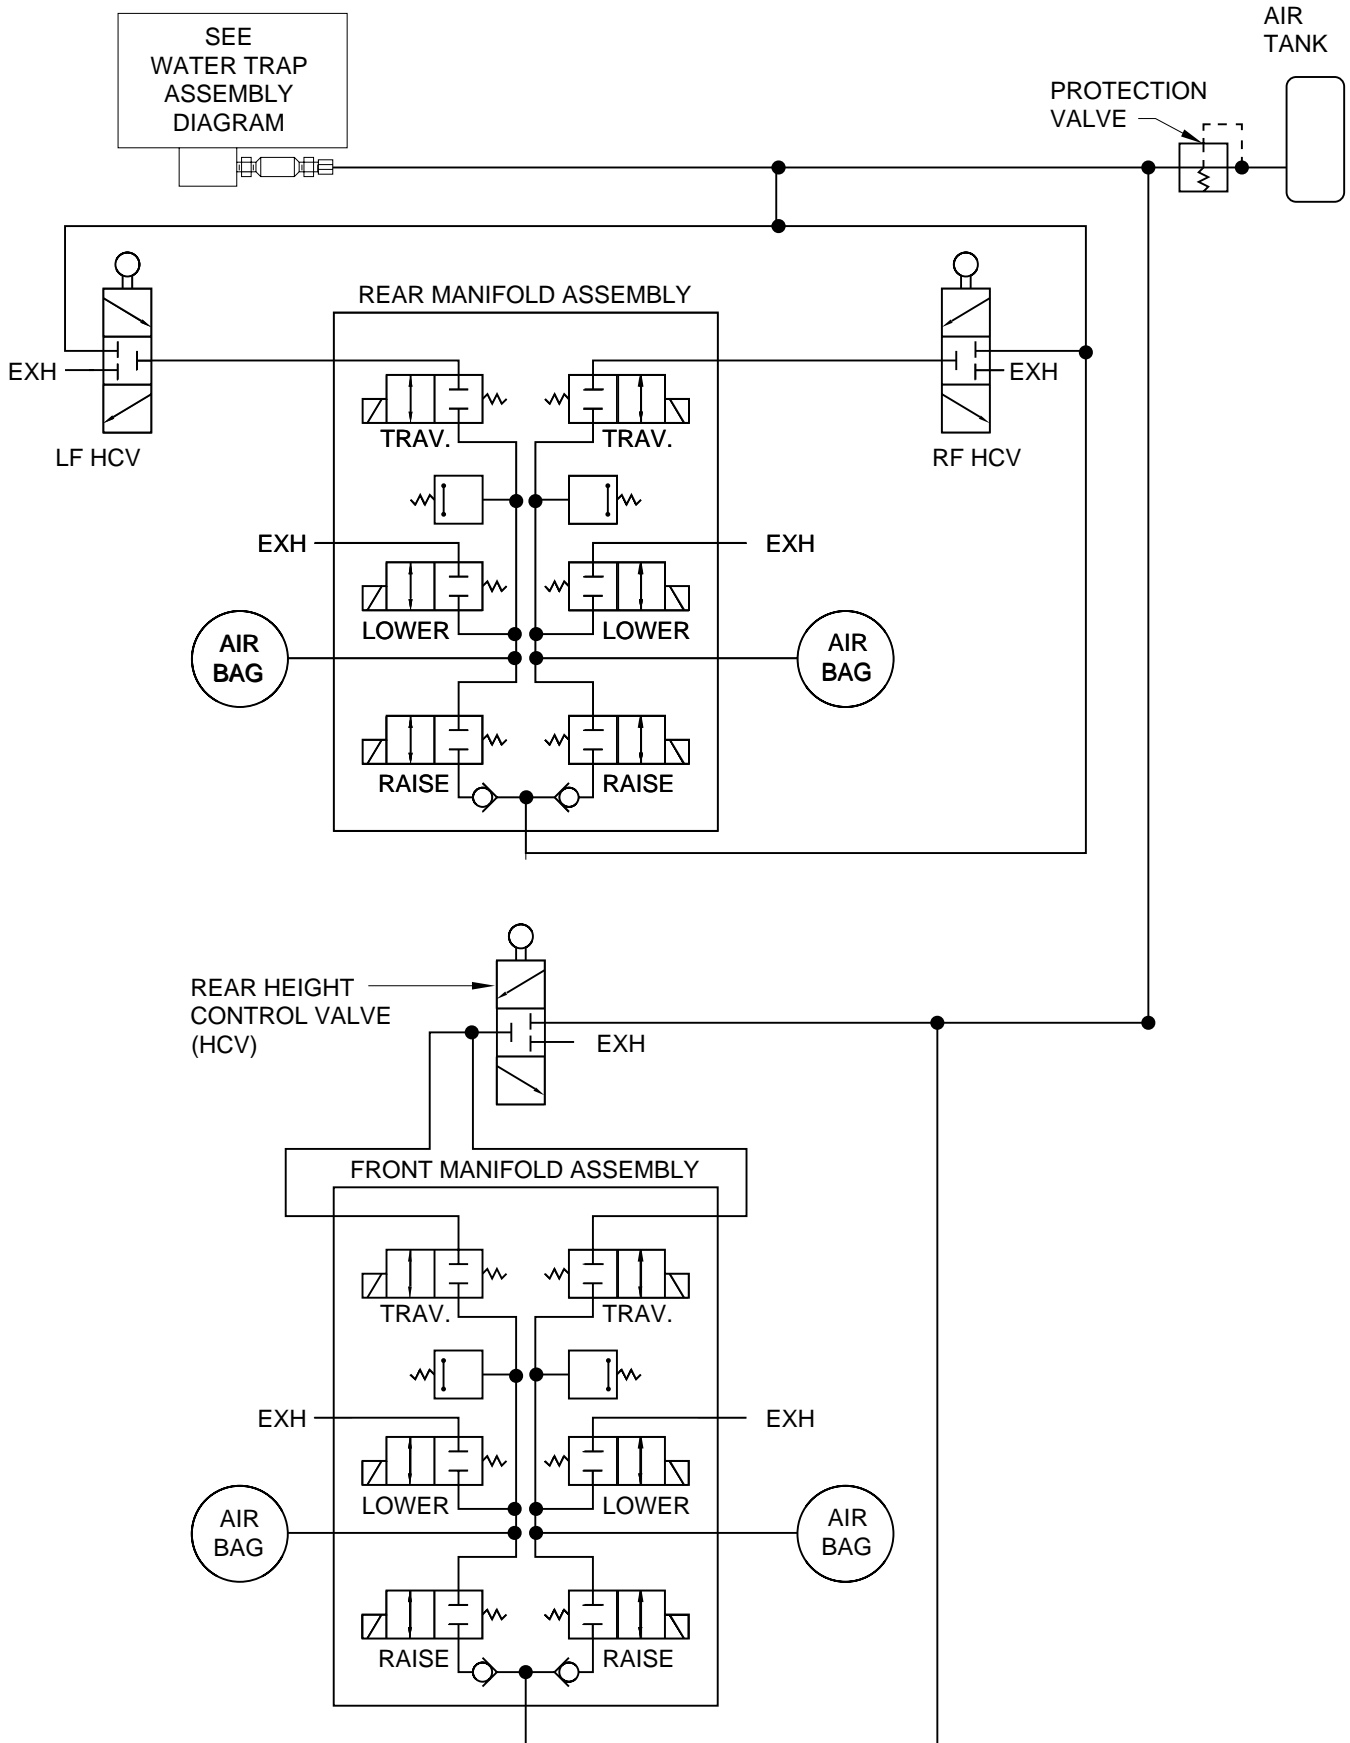 SEE
WATER TRAP
ASSEMBLY
DIAGRAM
AIR
TANK
PROTECTION
VALVE
REAR MANIFOLD ASSEMBLY
EXH
LF HCV
TRAV.
TRAV.
EXH
RF HCV
EXH
EXH
LOWER
LOWER
AIR
BAG
AIR
BAG
RAISE
RAISE
REAR HEIGHT
CONTROL VALVE
(HCV)
EXH
FRONT MANIFOLD ASSEMBLY
TRAV.
TRAV.
EXH
EXH
LOWER
LOWER
AIR
BAG
AIR
BAG
RAISE
RAISE